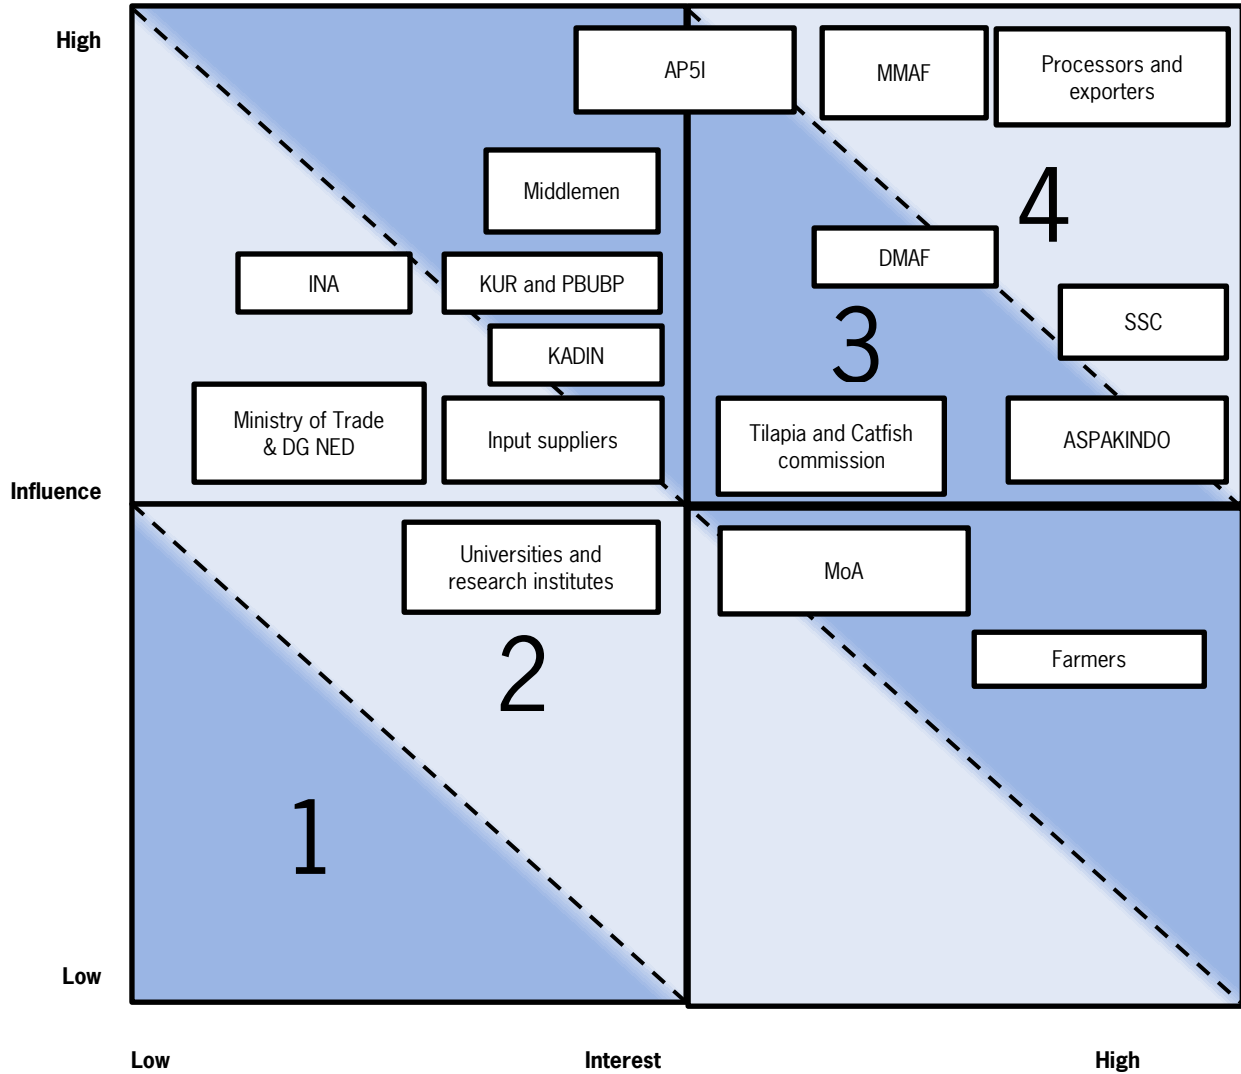 High
AP5I
MMAF
Processors and
exporters
Middlemen
4
INA
KUR and PBUBP
DMAF
SSC
3
KADIN
Ministry of Trade
& DG NED
Input suppliers
Tilapia and Catfish
commission
ASPAKINDO
Influence
Universities and
research institutes
MoA
Farmers
2
1
Low
Low
Interest
High